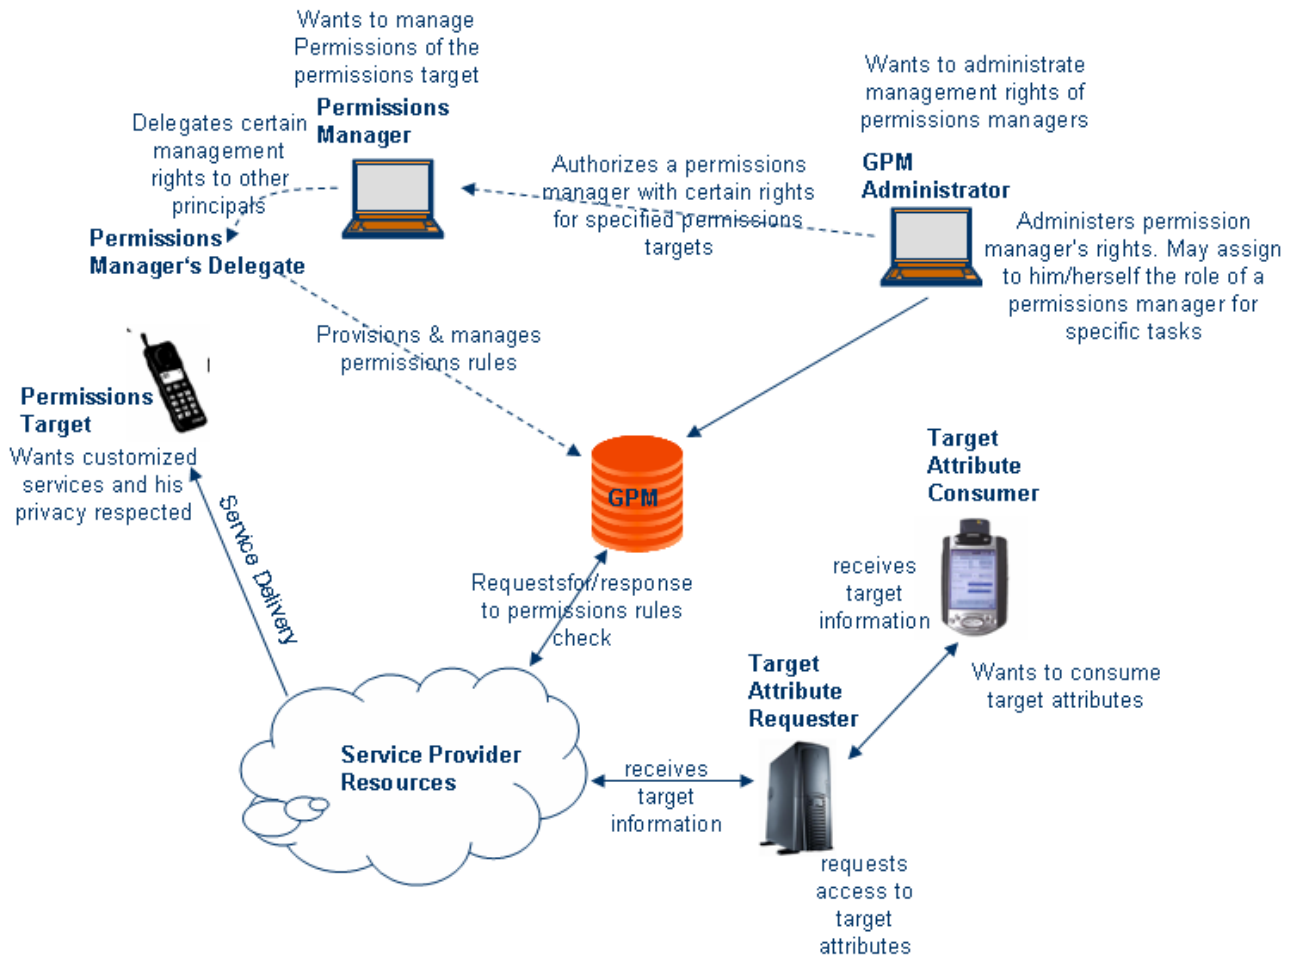 Wants to manage
Permissions of the
permissions target
Permissions
Manager
Delegates certain
management
rights to other
principals
Permissions
Manager‘s Delegate
Authorizes a permissions
manager with certain rights
for specified permissions
targets
Wants to administrate
management rights of
permissions managers
GPM
Administrator
Administers permission
manager's rights. May assign
to him/herself the role of a
permissions manager for
specific tasks
Provisions & manages
permissions rules
Permissions
Target
Wants customized
services and his
privacy respected
Service Delivery
GPM
Requestsfor/response
to permissions rules
check
Target
Attribute
Consumer
receives
target
information
Wants to consume
target attributes
Target
Attribute
Requester
Service Provider
Resources
receives
target
information
requests
access to
target
attributes